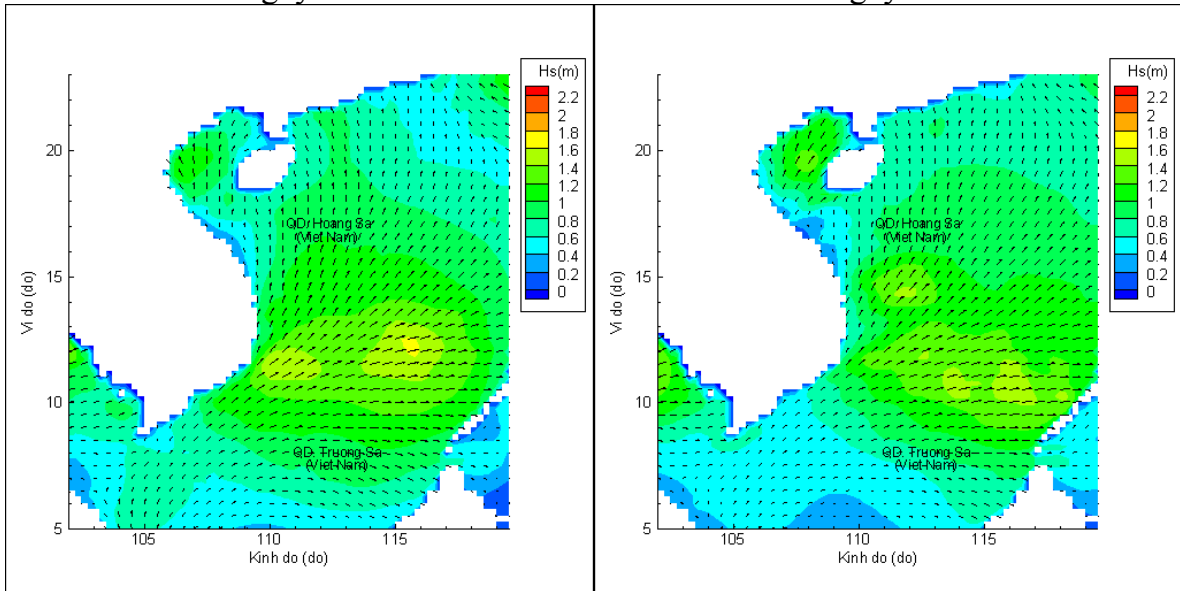 Hs(m)
2.2
2
1.8
1.6
1.4
1.2
1
0.8
0.6
0.4
0.2
0
20
15
10
5
Vi do (do)
QD. Hoang Sa
(Viet Nam)
QD. Truong Sa
(Viet Nam)
105
110
115
Kinh do (do)
Hs(m)
2.2
2
1.8
1.6
1.4
1.2
1
0.8
0.6
0.4
0.2
0
20
15
10
5
Vi do (do)
QD. Hoang Sa
(Viet Nam)
QD. Truong Sa
(Viet Nam)
105
110
115
Kinh do (do)